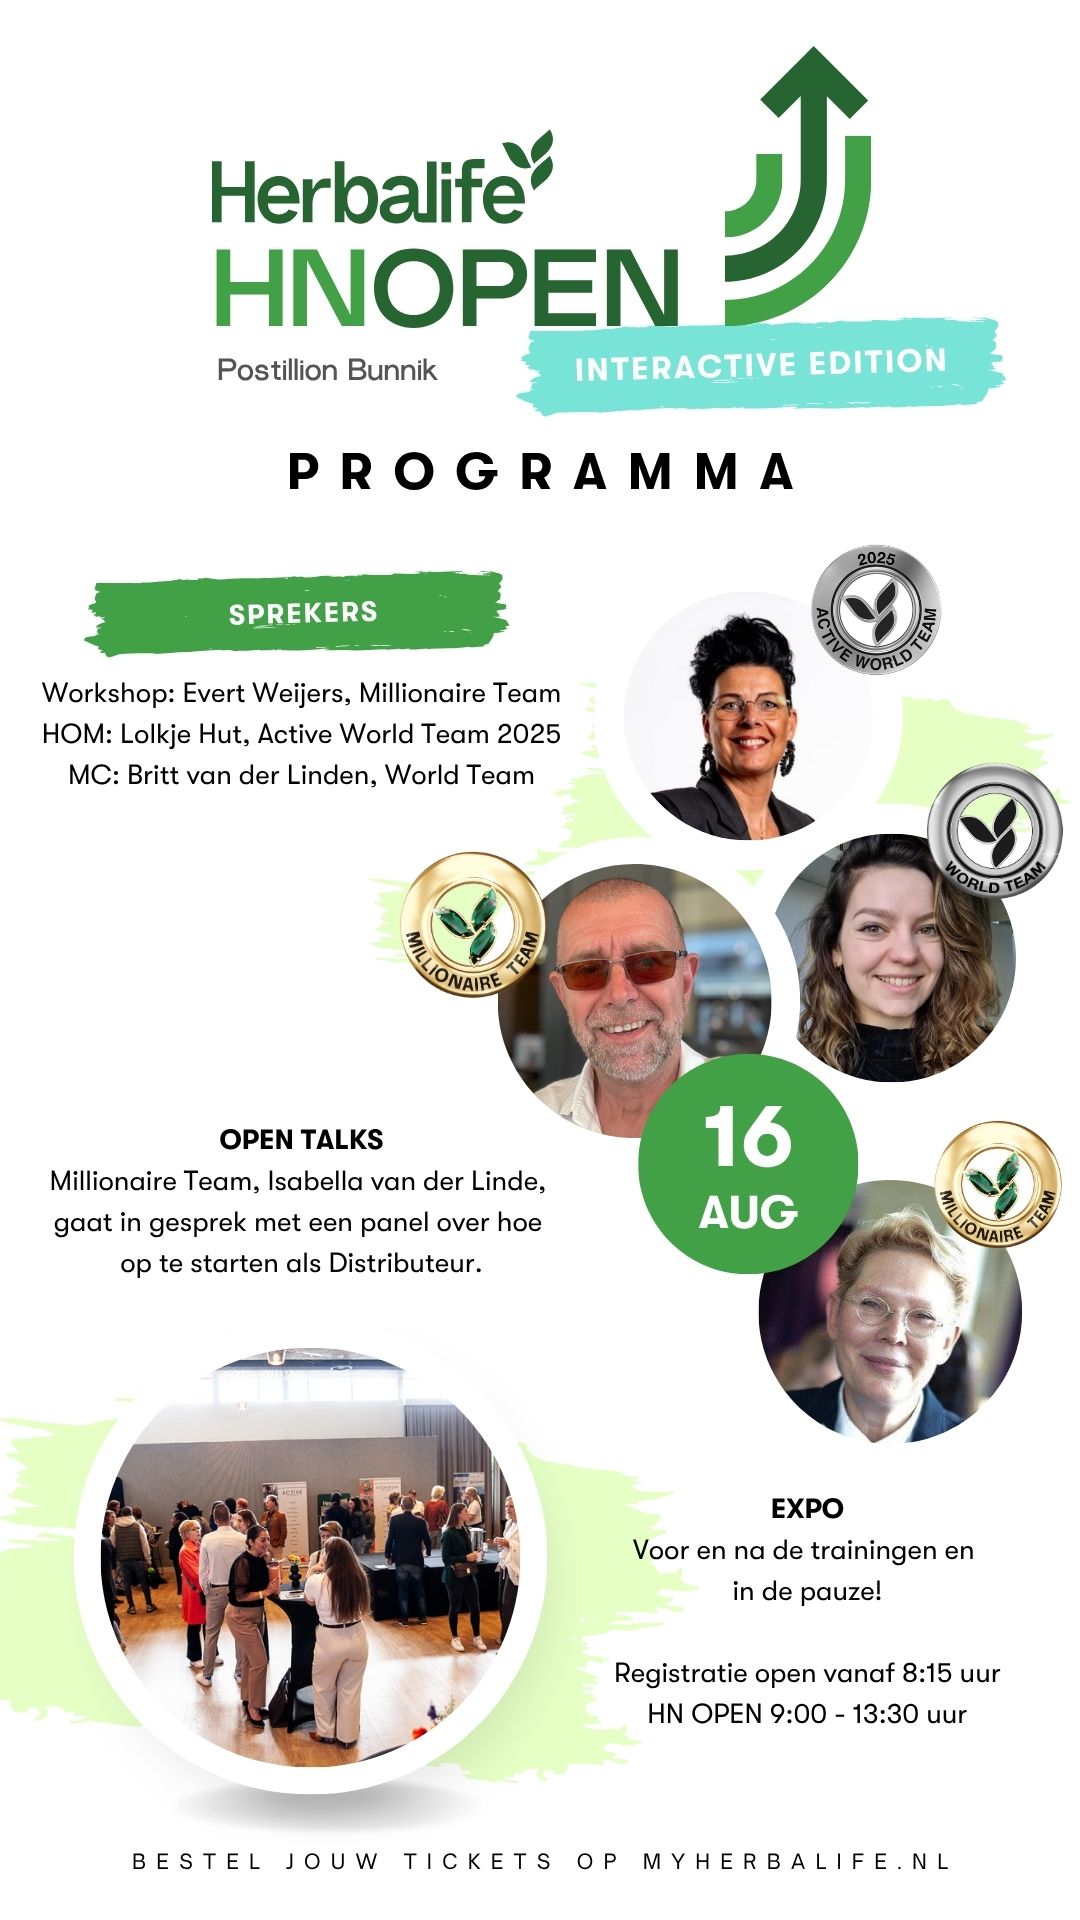 Herbalife
HNOPEN
Postillion Bunnik
INTERACTIVE EDITION
PROGRAMMA
SPREKERS
Workshop: Evert Weijers, Millionaire Team
HOM: Lolkje Hut, Active World Team 2025
MC: Britt van der Linden, World Team
2025
ACTIVE WORLD TEAM
WORLD TEAM
MILLIONAIRE TEAM
16
AUG
MILLIONAIRE TEAM
OPEN TALKS
Millionaire Team, Isabella van der Linde,
gaat in gesprek met een panel over hoe
op te starten als Distributeur.
ACTIVE
EXPO
Voor en na de trainingen en
in de pauze!
Registratie open vanaf 8:15 uur
HN OPEN 9:00 - 13:30 uur
BESTEL JOUW TICKETS OP MYHERBALIFE.NL